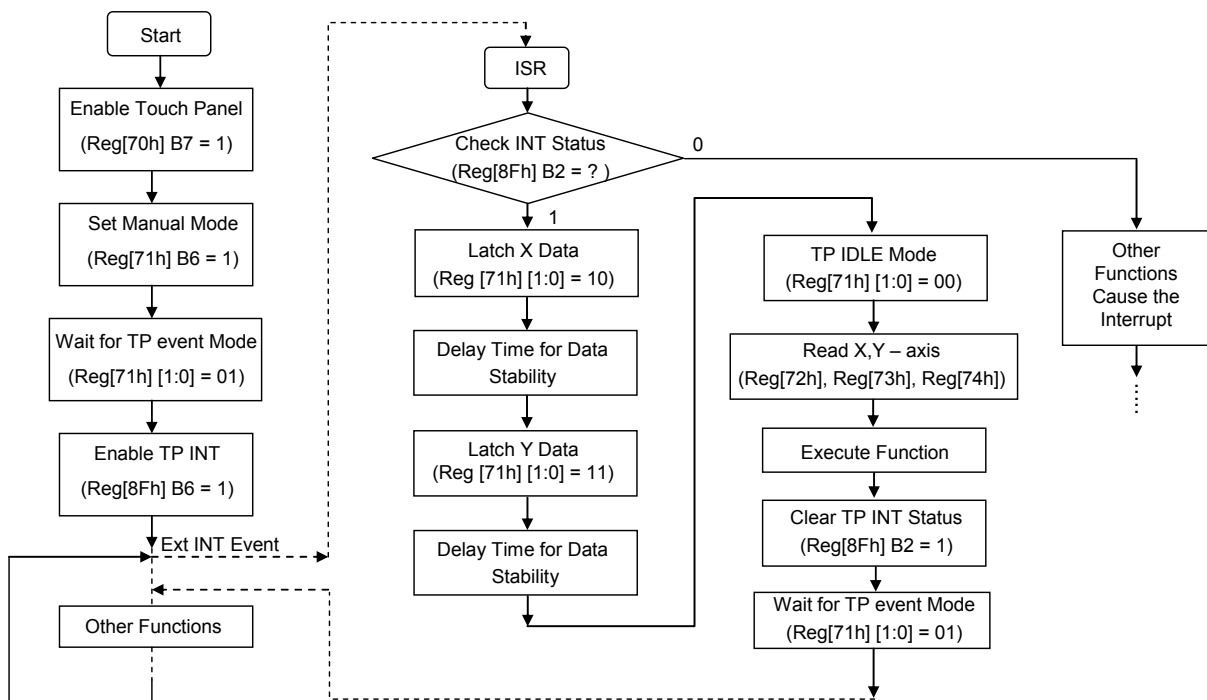 Start
Enable Touch Panel
(Reg[70h] B7 = 1)
Set Manual Mode
(Reg[71h] B6 = 1)
Wait for TP event Mode
(Reg[71h] [1:0] = 01)
Enable TP INT
(Reg[8Fh] B6 = 1)
Ext INT Event
Other Functions
ISR
Check INT Status
(Reg[8Fh] B2 = ? )
0
1
Latch X Data
(Reg [71h] [1:0] = 10)
Delay Time for Data
Stability
Latch Y Data
(Reg [71h] [1:0] = 11)
Delay Time for Data
Stability
TP IDLE Mode
(Reg[71h] [1:0] = 00)
Read X,Y – axis
(Reg[72h], Reg[73h], Reg[74h])
Execute Function
Clear TP INT Status
(Reg[8Fh] B2 = 1)
Wait for TP event Mode
(Reg[71h] [1:0] = 01)
Other
Functions
Cause the
Interrupt